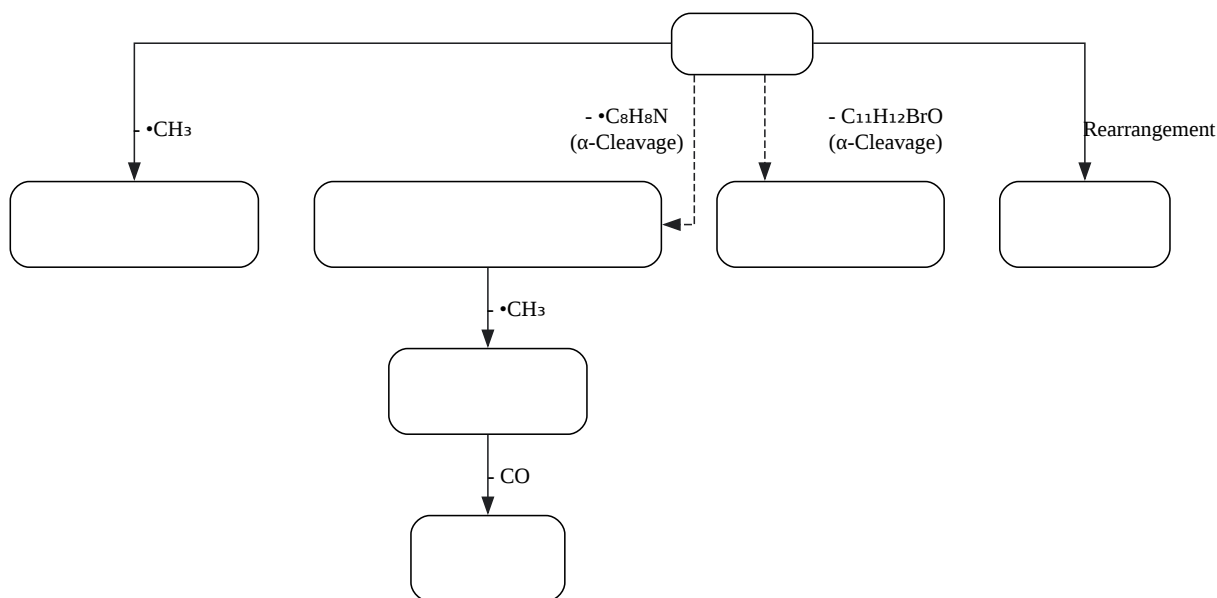 - •C₈H₈N
(α-Cleavage)
- C₁₁H₁₂BrO
(α-Cleavage)
- •CH₃
Rearrangement
- •CH₃
- CO